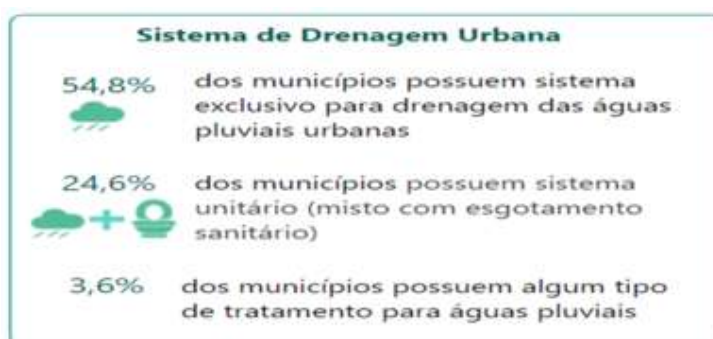 Sistema de Drenagem Urbana
54,8% dos municípios possuem sistema
exclusivo para drenagem das águas
pluviais urbanas
24,6% dos municípios possuem sistema
unitário (misto com esgotamento
sanitário)
3,6% dos municípios possuem algum tipo
de tratamento para águas pluviais